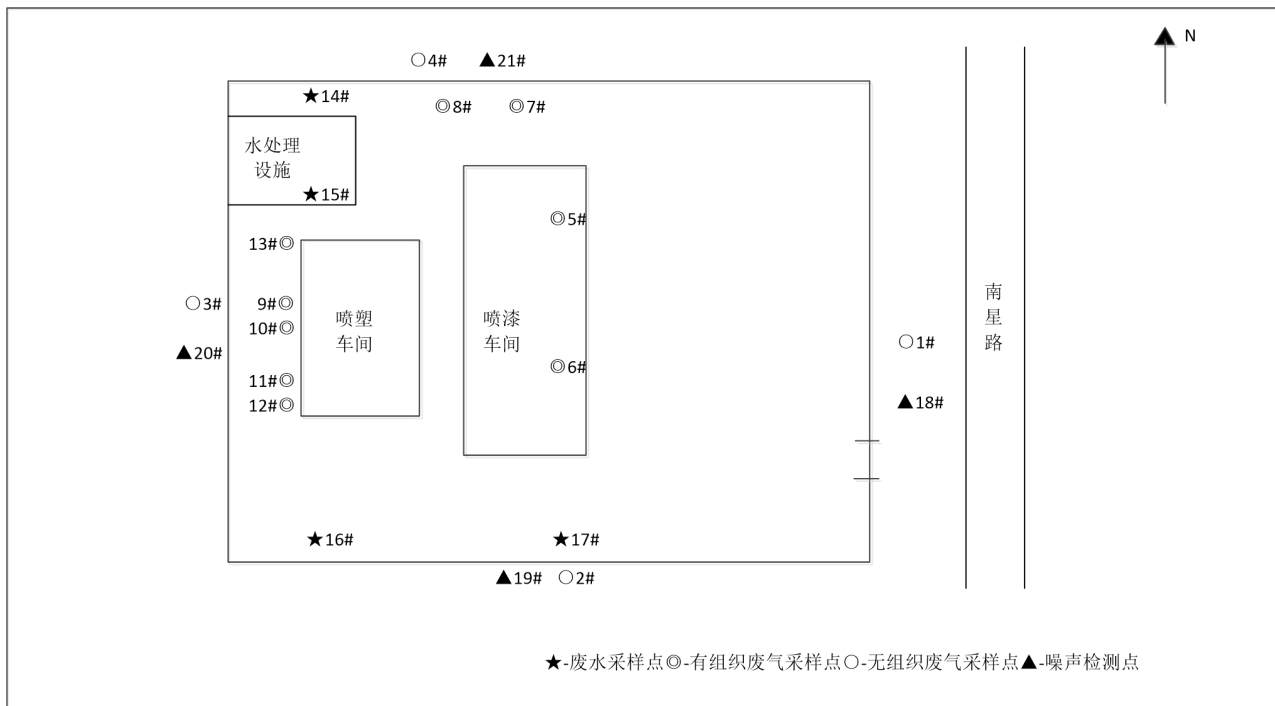 N
○4# ▲21#
★14#
◎8# ◎7#
水处理
设施
★15#
◎5#
13#◎
○3#
9#◎
10#◎
喷塑
车间
喷漆
车间
南
星
路
○1#
▲20#
◎6#
11#◎
12#◎
▲18#
★16#
★17#
▲19# ○2#
★-废水采样点◎-有组织废气采样点○-无组织废气采样点▲-噪声检测点